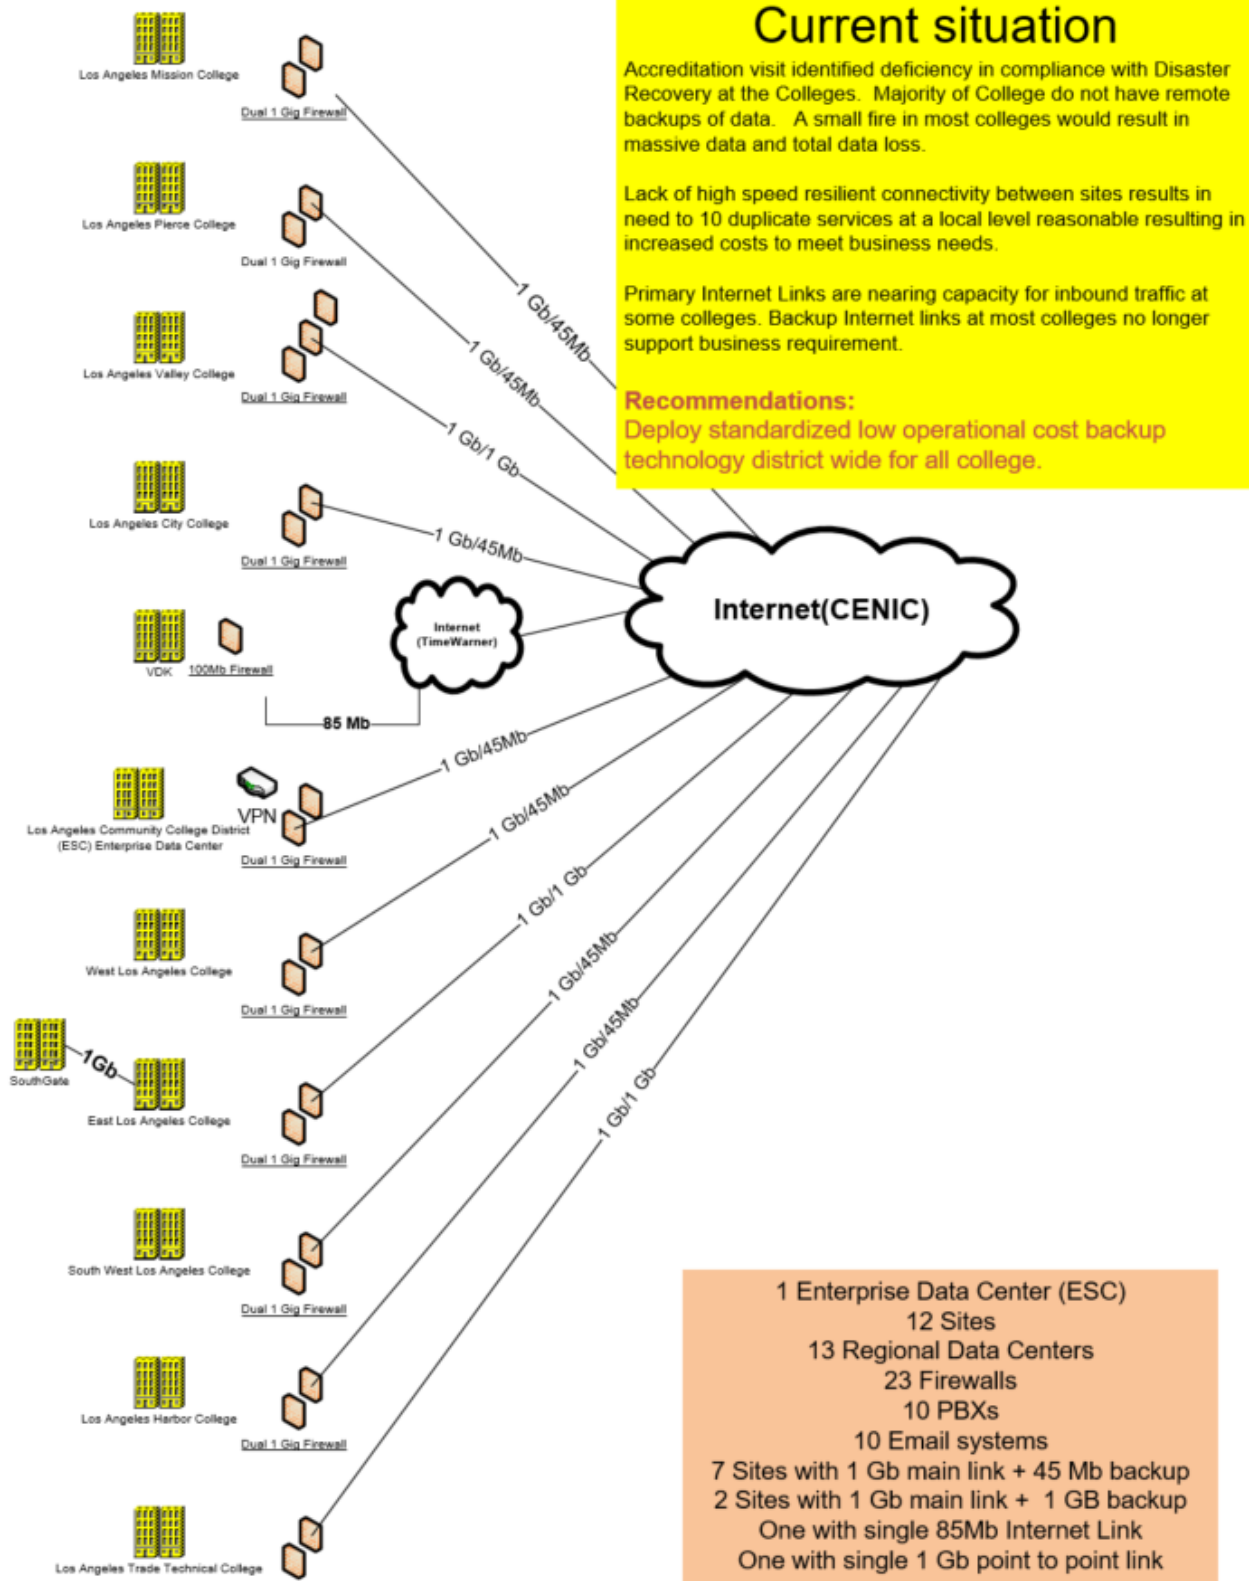 Current situation
Accreditation visit identified deficiency in compliance with Disaster
Recovery at the Colleges. Majority of College do not have remote
backups of data. A small fire in most colleges would result in
massive data and total data loss.
Lack of high speed resilient connectivity between sites results in
need to 10 duplicate services at a local level reasonable resulting in
increased costs to meet business needs.
Primary Internet Links are nearing capacity for inbound traffic at
some colleges. Backup Internet links at most colleges no longer
support business requirement.
Recommendations:
Deploy standardized low operational cost backup
technology district wide for all college.
Los Angeles Mission College
Dual 1 Gig Firewall
1 Gb/45Mb
Los Angeles Pierce College
Dual 1 Gig Firewall
1 Gb/45Mb
Los Angeles Valley College
Dual 1 Gig Firewall
1 Gb/1 Gb
Los Angeles City College
Dual 1 Gig Firewall
1 Gb/45Mb
Internet(CENIC)
Internet
(TimeWarner)
VDK
100Mb Firewall
85 Mb
1 Gb/45Mb
VPN
Los Angeles Community College District
(ESC) Enterprise Data Center
Dual 1 Gig Firewall
1 Gb/45Mb
West Los Angeles College
Dual 1 Gig Firewall
1 Gb/1 Gb
SouthGate
1Gb
East Los Angeles College
Dual 1 Gig Firewall
1 Gb/45Mb
South West Los Angeles College
Dual 1 Gig Firewall
1 Gb/45Mb
Los Angeles Harbor College
Dual 1 Gig Firewall
1 Gb/1 Gb
Los Angeles Trade Technical College
1 Enterprise Data Center (ESC)
12 Sites
13 Regional Data Centers
23 Firewalls
10 PBXs
10 Email systems
7 Sites with 1 Gb main link + 45 Mb backup
2 Sites with 1 Gb main link + 1 GB backup
One with single 85Mb Internet Link
One with single 1 Gb point to point link